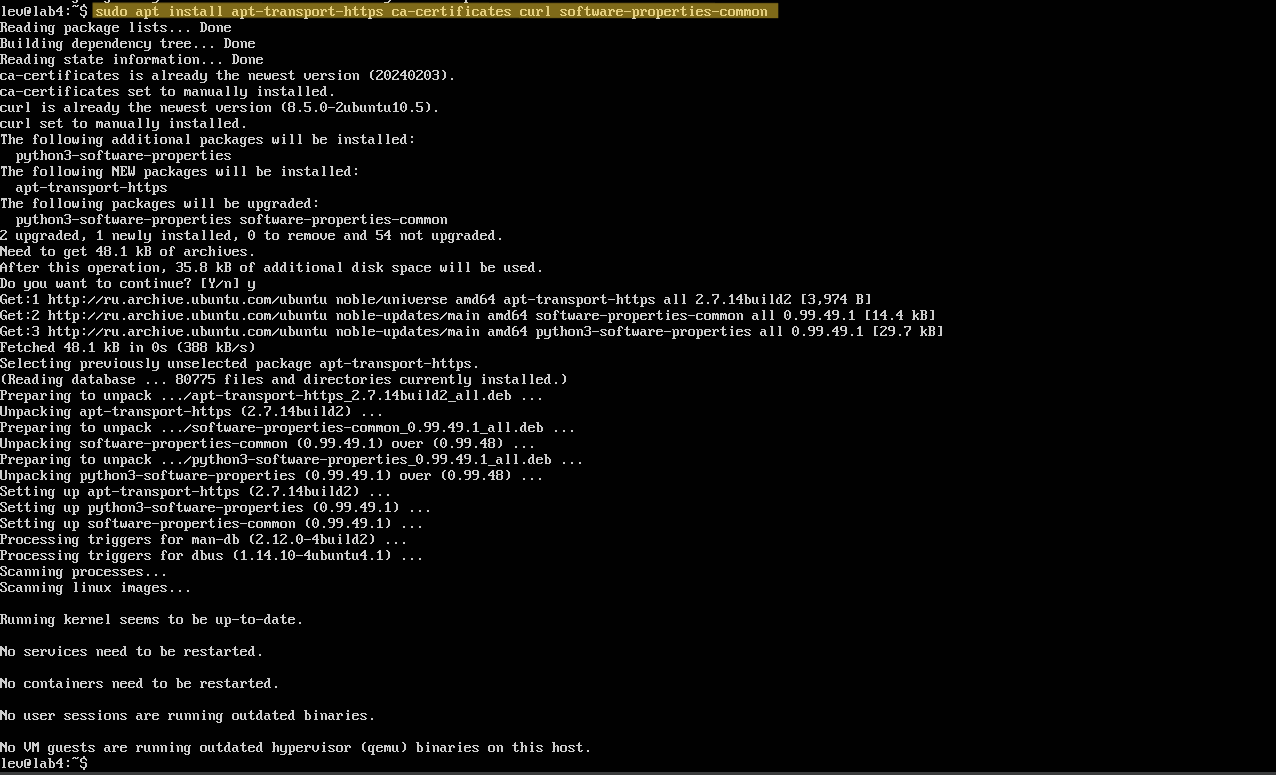 lev@lab4:~$ sudo apt install apt-transport-https ca-certificates curl software-properties-common
Reading package lists... Done
Building dependency tree... Done
Reading state information... Done
ca-certificates is already the newest version (20240203).
ca-certificates set to manually installed.
curl is already the newest version (8.5.0-2ubuntu10.5).
curl set to manually installed.
The following additional packages will be installed:
  python3-software-properties
The following NEW packages will be installed:
  apt-transport-https
The following packages will be upgraded:
  python3-software-properties software-properties-common
2 upgraded, 1 newly installed, 0 to remove and 54 not upgraded.
Need to get 48.1 kB of archives.
After this operation, 35.8 kB of additional disk space will be used.
Do you want to continue? [Y/n] y
Get:1 http://ru.archive.ubuntu.com/ubuntu noble/universe amd64 apt-transport-https all 2.7.14build2 [3,974 B]
Get:2 http://ru.archive.ubuntu.com/ubuntu noble-updates/main amd64 software-properties-common all 0.99.49.1 [14.4 kB]
Get:3 http://ru.archive.ubuntu.com/ubuntu noble-updates/main amd64 python3-software-properties all 0.99.49.1 [29.7 kB]
Fetched 48.1 kB in 0s (388 kB/s)
Selecting previously unselected package apt-transport-https.
(Reading database ... 80775 files and directories currently installed.)
Preparing to unpack .../apt-transport-https_2.7.14build2_all.deb ...
Unpacking apt-transport-https (2.7.14build2) ...
Preparing to unpack .../software-properties-common_0.99.49.1_all.deb ...
Unpacking software-properties-common (0.99.49.1) over (0.99.48) ...
Preparing to unpack .../python3-software-properties_0.99.49.1_all.deb ...
Unpacking python3-software-properties (0.99.49.1) over (0.99.48) ...
Setting up apt-transport-https (2.7.14build2) ...
Setting up python3-software-properties (0.99.49.1) ...
Setting up software-properties-common (0.99.49.1) ...
Processing triggers for man-db (2.12.0-4build2) ...
Processing triggers for dbus (1.14.10-4ubuntu4.1) ...
Scanning processes...
Scanning linux images...
Running kernel seems to be up-to-date.
No services need to be restarted.
No containers need to be restarted.
No user sessions are running outdated binaries.
No VM guests are running outdated hypervisor (qemu) binaries on this host.
lev@lab4:~$